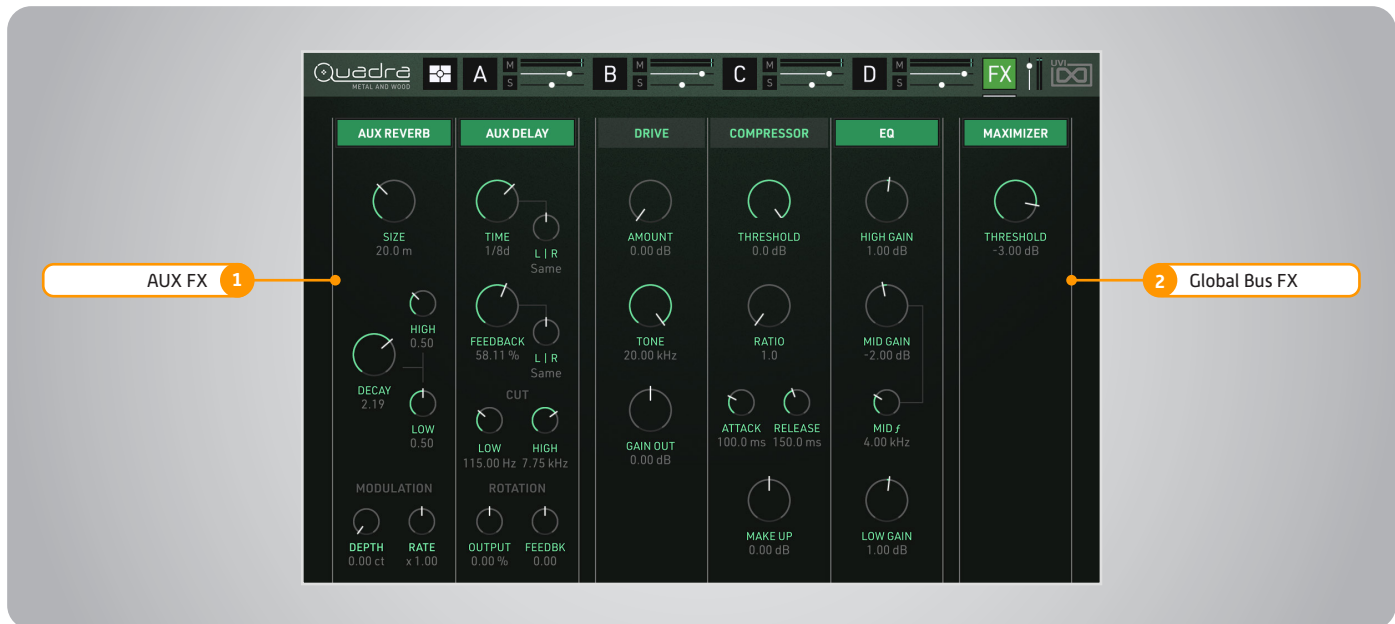 Quadra
METAL AND WOOD
A M S B M S C M S D M S FX UVI
AUX REVERB
SIZE
20.0 m
HIGH
0.50
DECAY
2.19
LOW
0.50
MODULATION
DEPTH RATE
0.00 ct x 1.00
AUX DELAY
TIME
1/8d
L | R
Same
FEEDBACK
58.11 %
L | R
Same
CUT
LOW HIGH
115.00 Hz 7.75 kHz
ROTATION
OUTPUT FEEDBK
0.00 % 0.00
DRIVE
AMOUNT
0.00 dB
TONE
20.00 kHz
GAIN OUT
0.00 dB
COMPRESSOR
THRESHOLD
0.0 dB
RATIO
1.0
ATTACK RELEASE
100.0 ms 150.0 ms
MAKE UP
0.00 dB
EQ
HIGH GAIN
1.00 dB
MID GAIN
-2.00 dB
MID ƒ
4.00 kHz
LOW GAIN
1.00 dB
MAXIMIZER
THRESHOLD
-3.00 dB
AUX FX 1
2 Global Bus FX